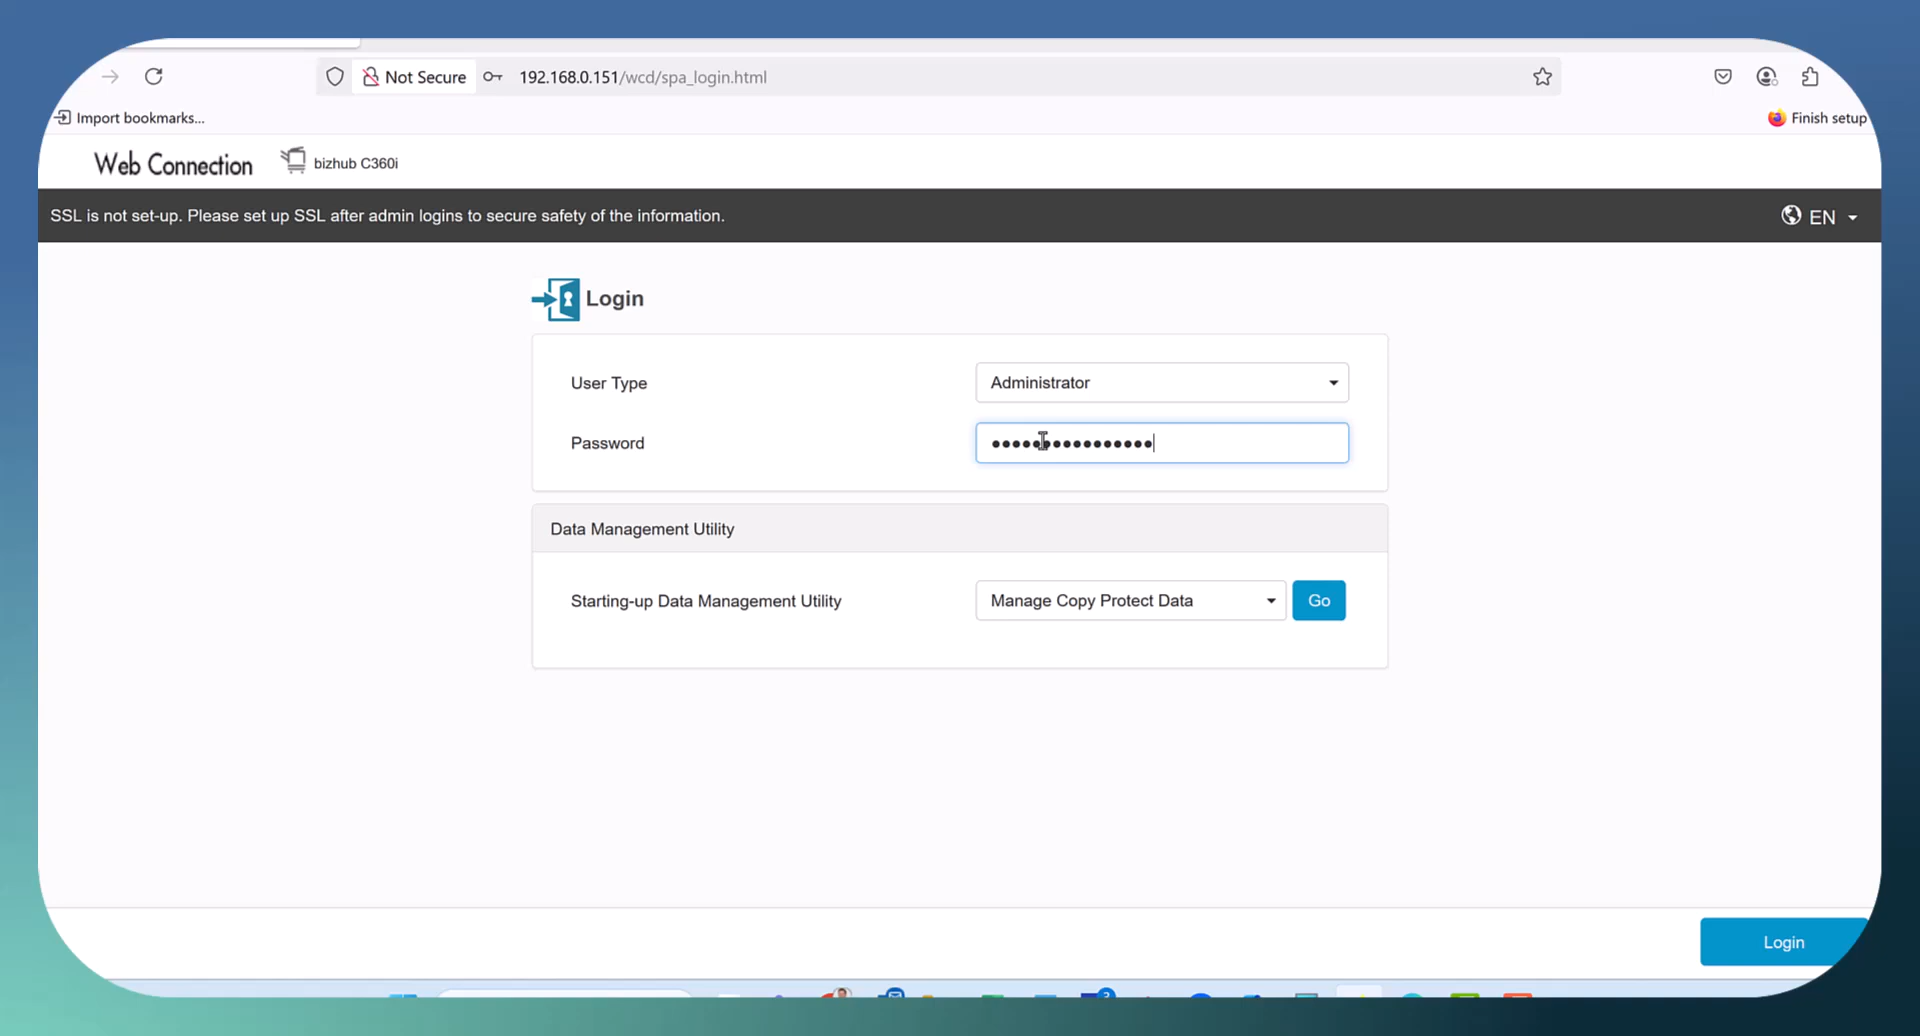 Not Secure 192.168.0.151/wcd/spa_login.html
Import bookmarks...
Finish setup
Web Connection bizhub C360i
SSL is not set-up. Please set up SSL after admin logins to secure safety of the information.
EN
Login
User Type Administrator
Password ••••••••••••••••
Data Management Utility
Starting-up Data Management Utility Manage Copy Protect Data Go
Login